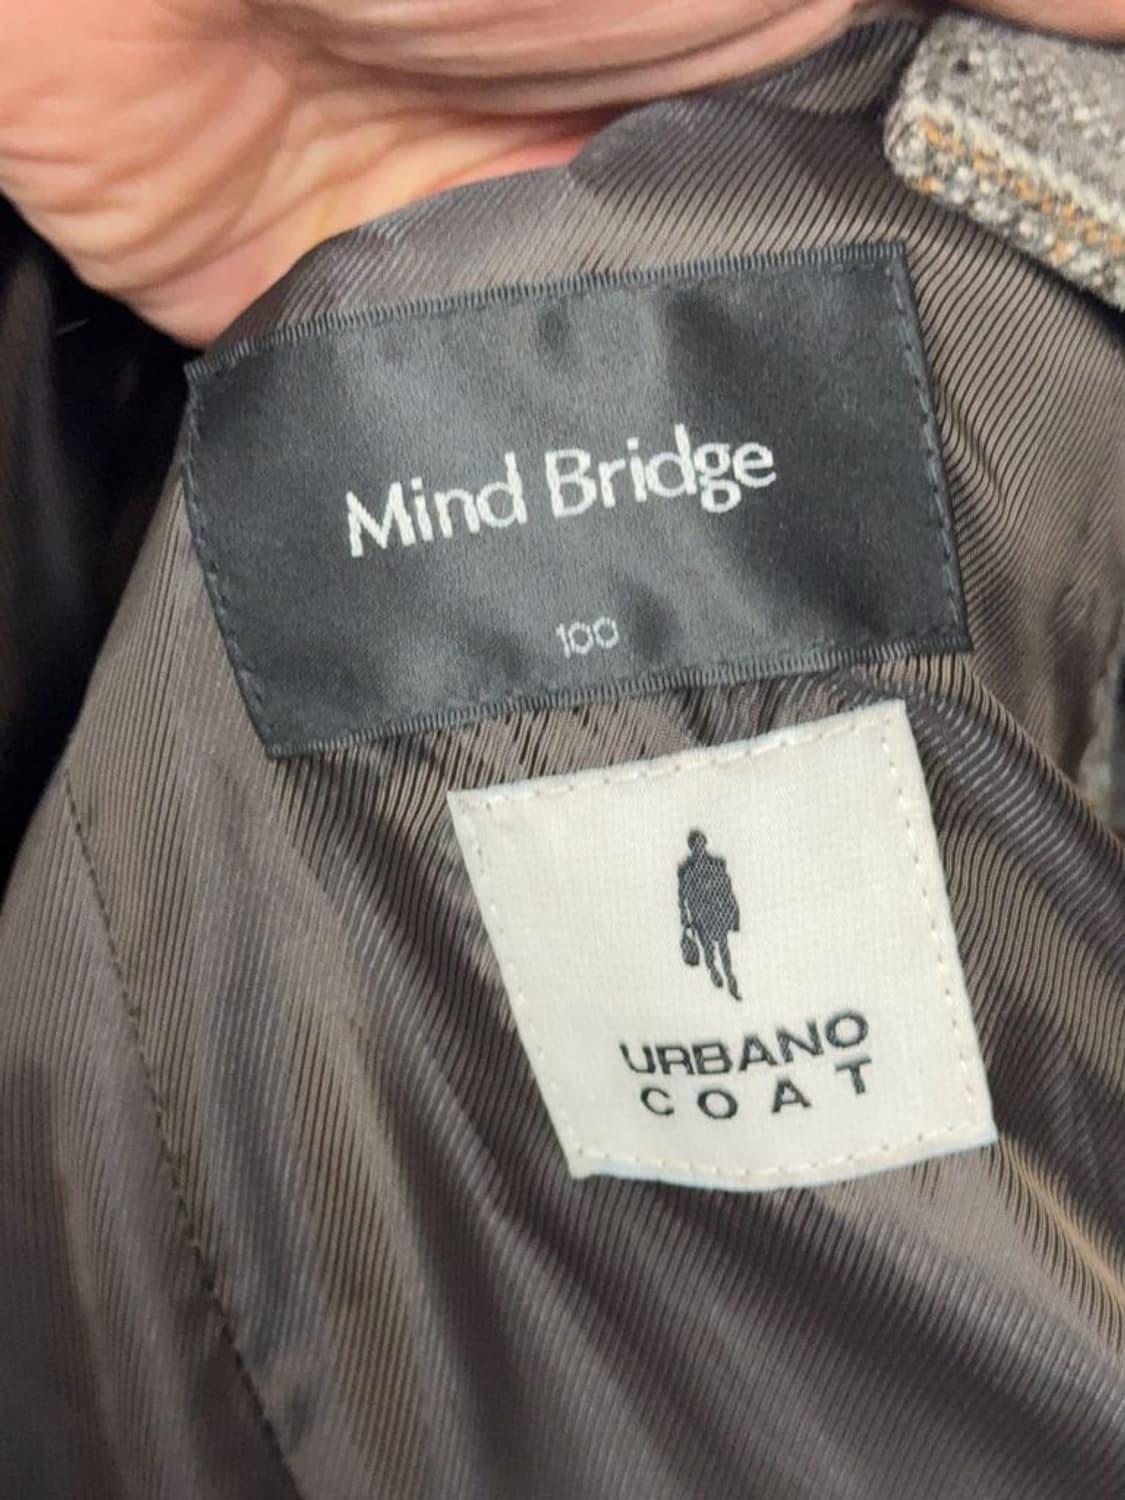 Mind Bridge
100
URBANO
COAT